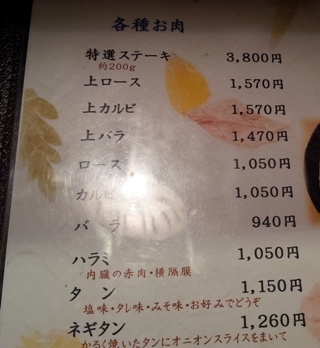 各種お肉
特選ステーキ 3,800円
約200g
上ロース 1,570円
上カルビ 1,570円
上バラ 1,470円
ロース 1,050円
カルビ 1,050円
バラ 940円
ハラミ 1,050円
内臓の赤肉・横隔膜
タン 1,150円
塩味・タレ味・みそ味・お好みでどうぞ
ネギタン 1,260円
かろく焼いたタンにオニオンスライスをまいて